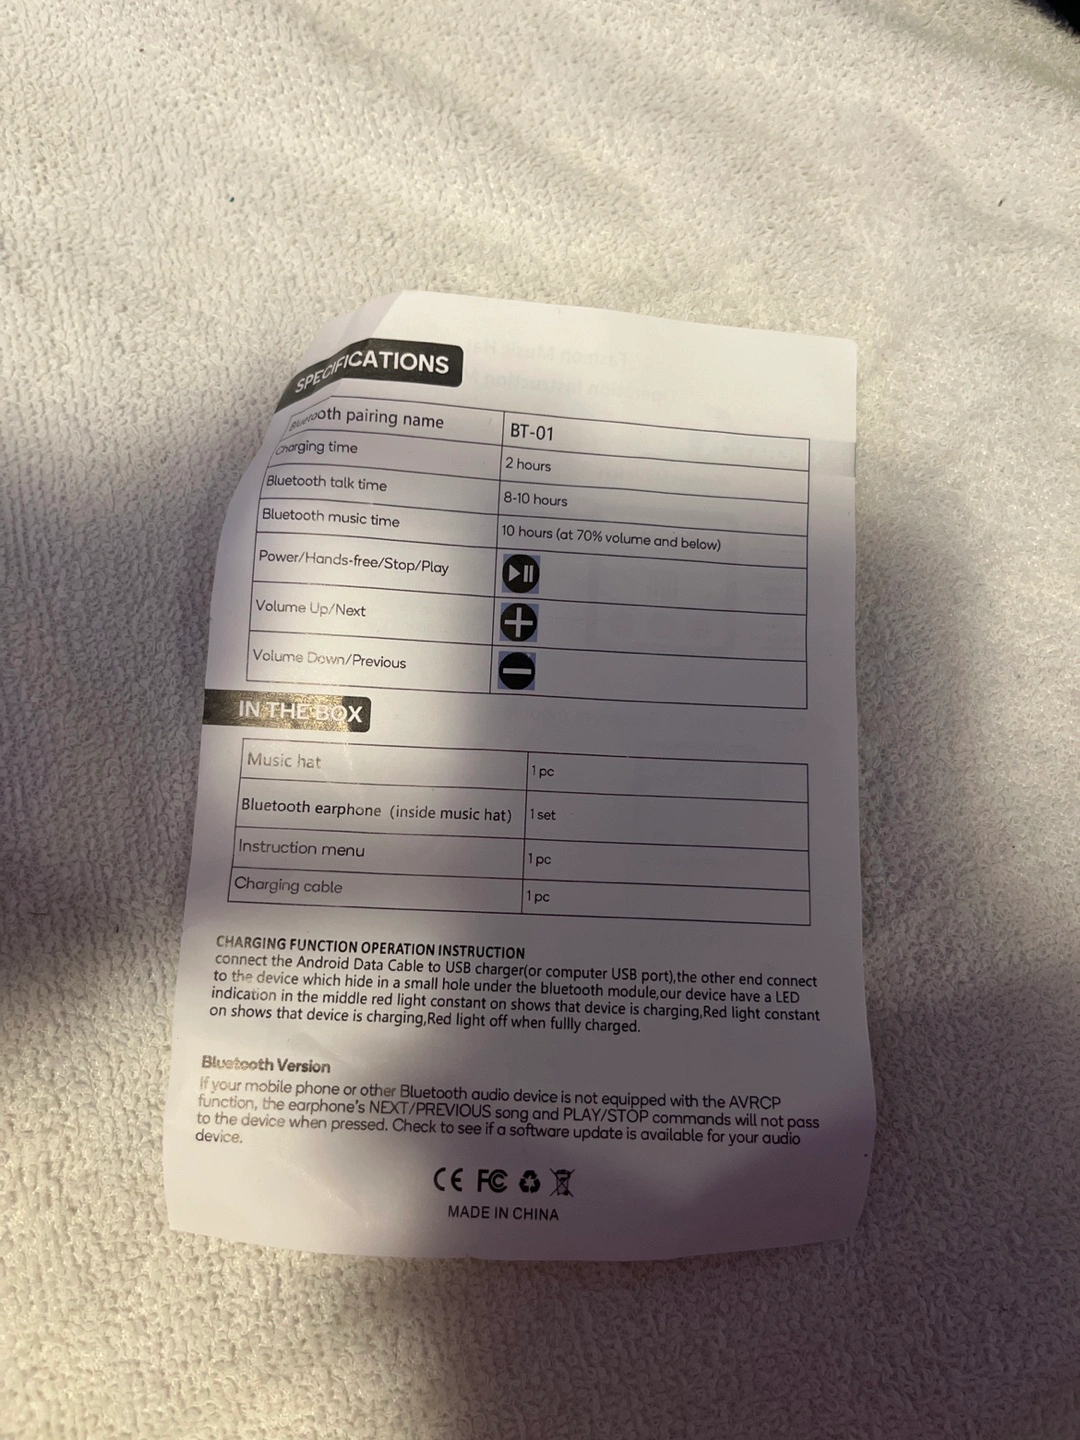 SPECIFICATIONS
Bluetooth pairing name BT-01
Charging time 2 hours
Bluetooth talk time 8-10 hours
Bluetooth music time 10 hours (at 70% volume and below)
Power/Hands-free/Stop/Play
Volume Up/Next
Volume Down/Previous
IN THE BOX
Music hat 1 pc
Bluetooth earphone (inside music hat) 1 set
Instruction menu 1 pc
Charging cable 1 pc
CHARGING FUNCTION OPERATION INSTRUCTION
connect the Android Data Cable to USB charger(or computer USB port),the other end connect
to the device which hide in a small hole under the bluetooth module,our device have a LED
indication in the middle red light constant on shows that device is charging,Red light constant
on shows that device is charging,Red light off when fullly charged.
Bluetooth Version
If your mobile phone or other Bluetooth audio device is not equipped with the AVRCP
function, the earphone's NEXT/PREVIOUS song and PLAY/STOP commands will not pass
to the device when pressed. Check to see if a software update is available for your audio
device.
CE FC
MADE IN CHINA